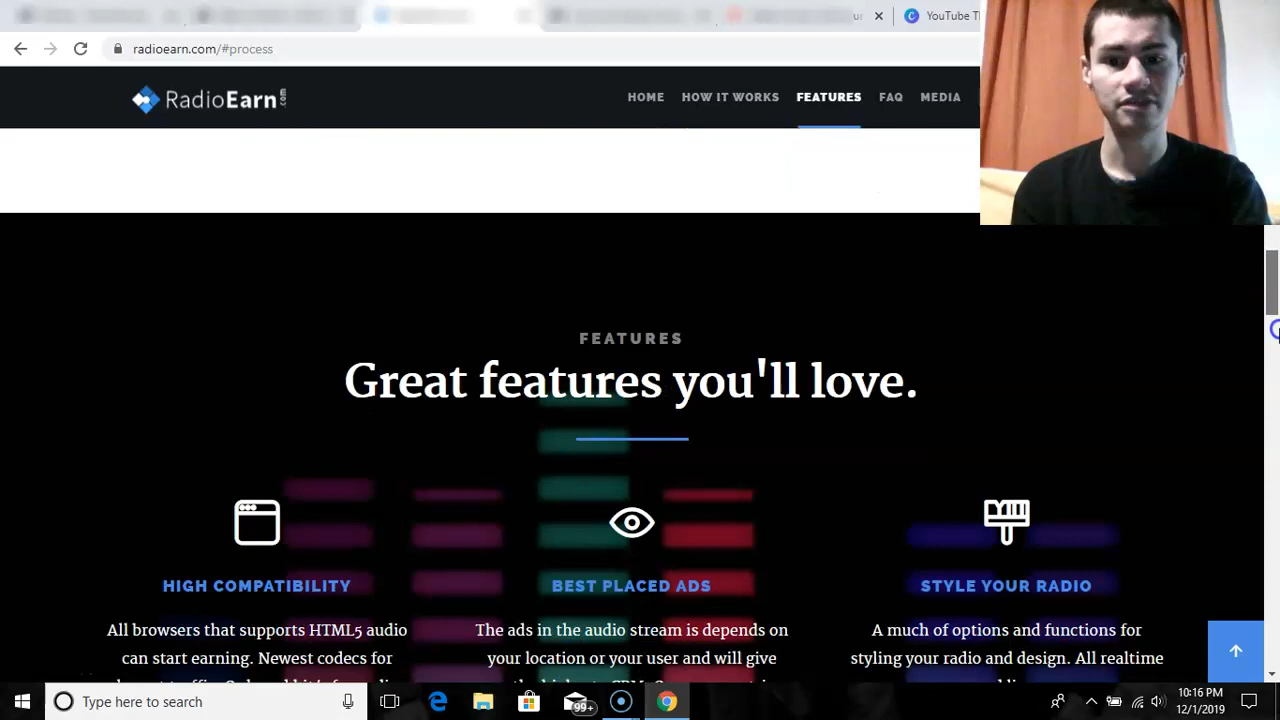 YouTube T
radioearn.com/#process
RadioEarn.com
HOME HOW IT WORKS FEATURES FAQ MEDIA
FEATURES
Great features you'll love.
HIGH COMPATIBILITY
BEST PLACED ADS
STYLE YOUR RADIO
All browsers that supports HTML5 audio
can start earning. Newest codecs for
The ads in the audio stream is depends on
your location or your user and will give
A much of options and functions for
styling your radio and design. All realtime
Type here to search
99+
10:16 PM
12/1/2019